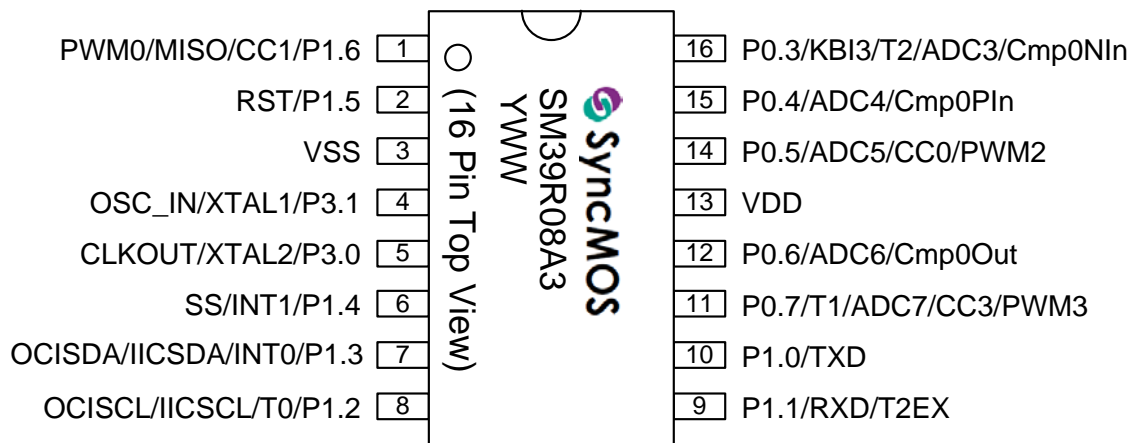 PWM0/MISO/CC1/P1.6 1
RST/P1.5 2
VSS 3
OSC_IN/XTAL1/P3.1 4
CLKOUT/XTAL2/P3.0 5
SS/INT1/P1.4 6
OCISDA/IICSDA/INT0/P1.3 7
OCISCL/IICSCL/T0/P1.2 8
SyncMOS
SM39R08A3
YWW
(16 Pin Top View)
16 P0.3/KBI3/T2/ADC3/Cmp0NIn
15 P0.4/ADC4/Cmp0PIn
14 P0.5/ADC5/CC0/PWM2
13 VDD
12 P0.6/ADC6/Cmp0Out
11 P0.7/T1/ADC7/CC3/PWM3
10 P1.0/TXD
9 P1.1/RXD/T2EX